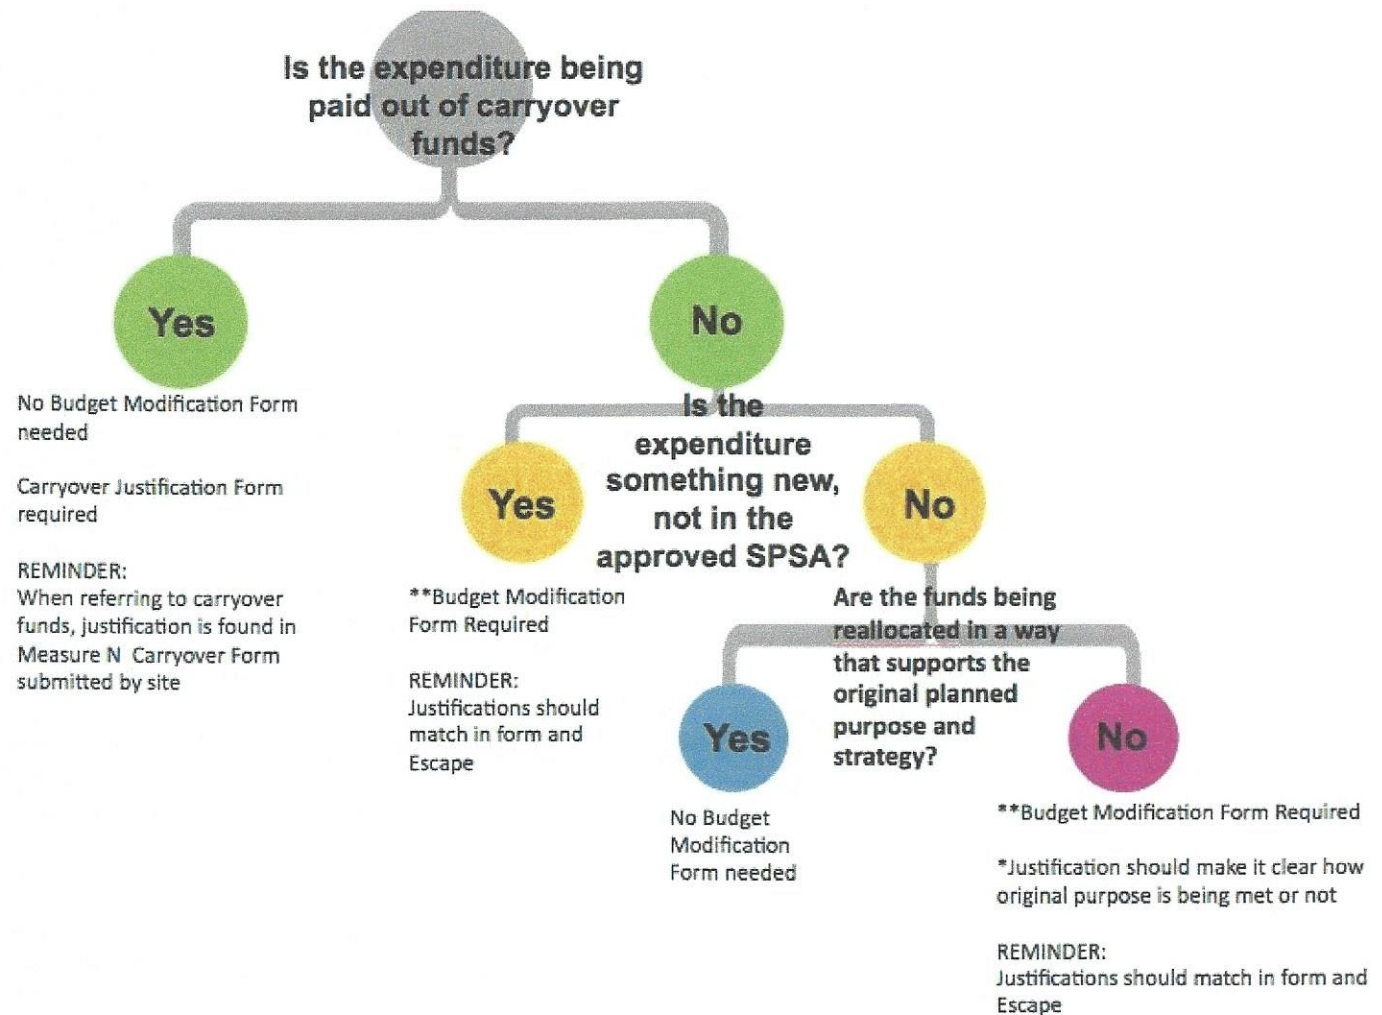 Is the expenditure being
paid out of carryover
funds?
Yes
No
No Budget Modification Form
needed
Carryover Justification Form
required
REMINDER:
When referring to carryover
funds, justification is found in
Measure N Carryover Form
submitted by site
Is the
expenditure
something new,
not in the
approved SPSA?
Yes
No
**Budget Modification
Form Required
REMINDER:
Justifications should
match in form and
Escape
Are the funds being
reallocated in a way
that supports the
original planned
purpose and
strategy?
Yes
No
No Budget
Modification
Form needed
**Budget Modification Form Required
*Justification should make it clear how
original purpose is being met or not
REMINDER:
Justifications should match in form and
Escape